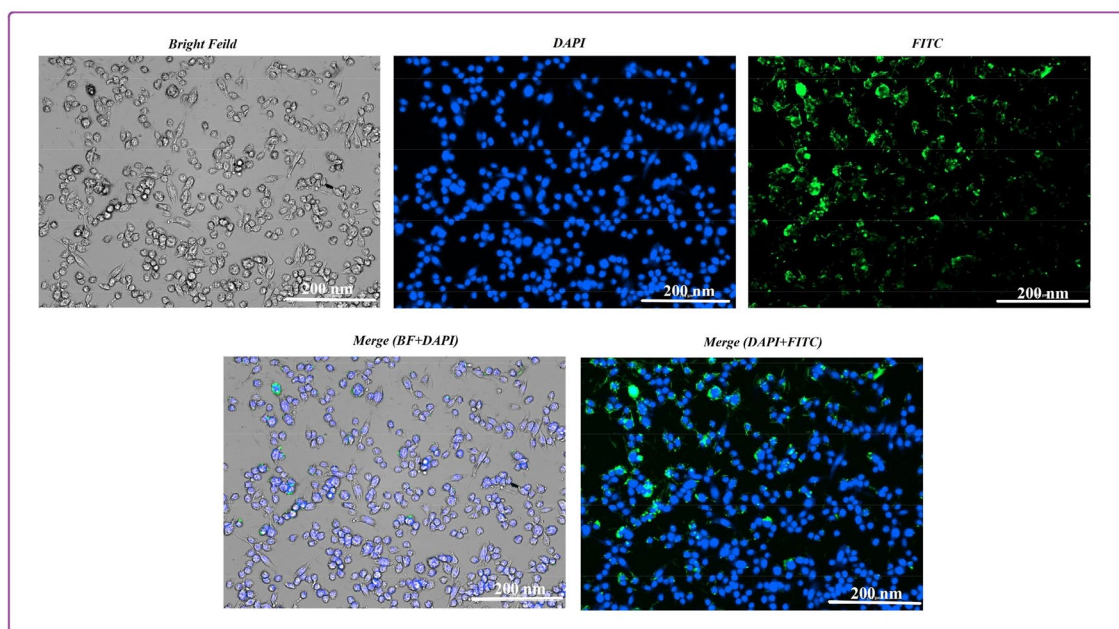 Bright Feild
DAPI
FITC
200 nm
200 nm
200 nm
Merge (BF+DAPI)
Merge (DAPI+FITC)
200 nm
200 nm